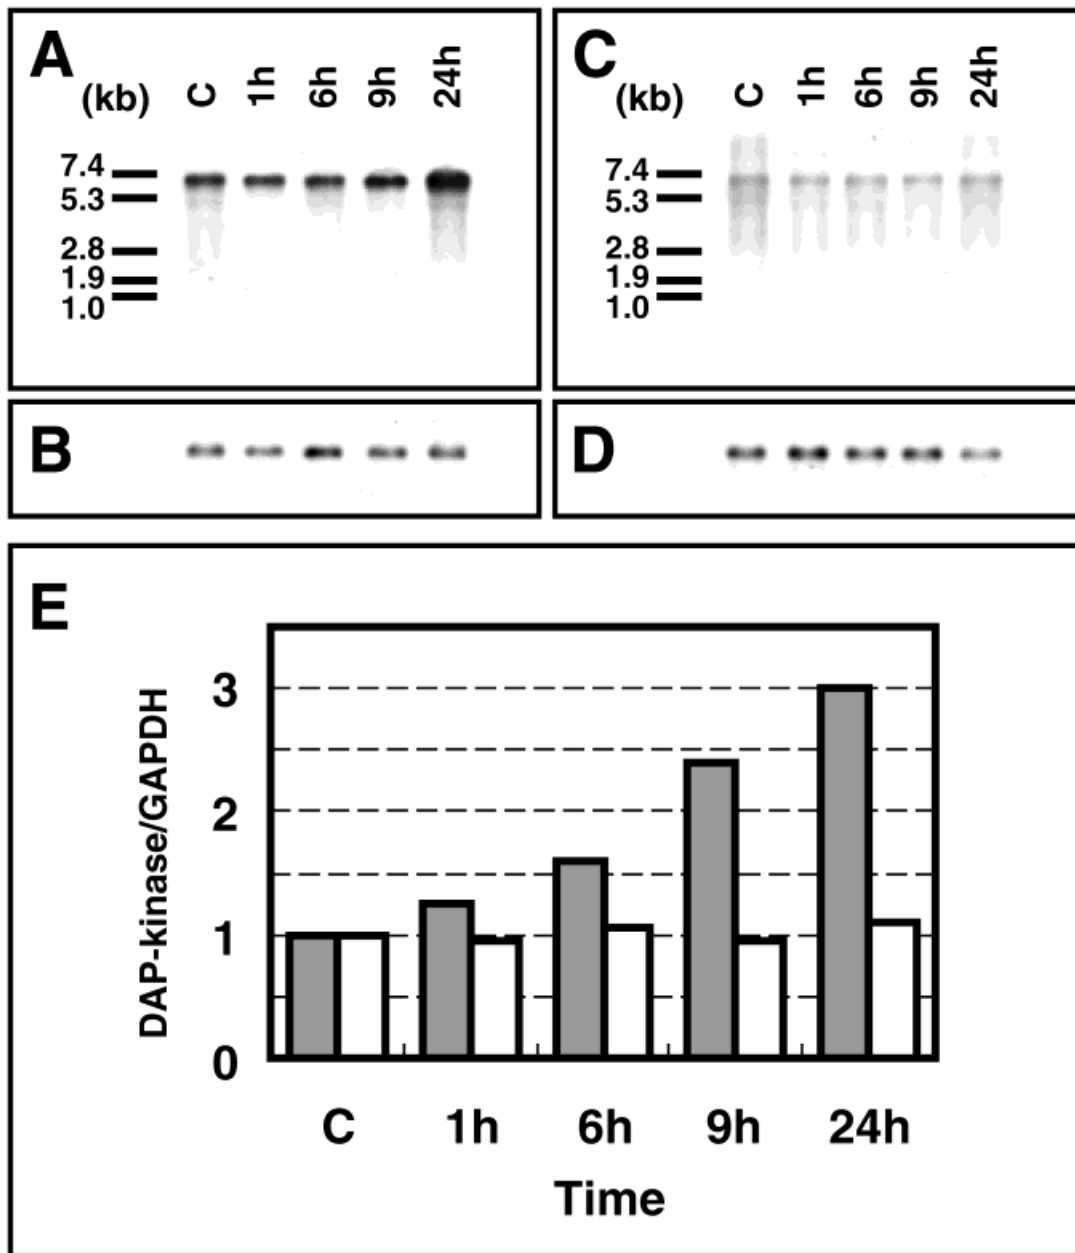 A
(kb) C 1h 6h 9h 24h
7.4
5.3
2.8
1.9
1.0
C
(kb) C 1h 6h 9h 24h
7.4
5.3
2.8
1.9
1.0
B
D
E
DAP-kinase/GAPDH
3
2
1
0
C 1h 6h 9h 24h
Time